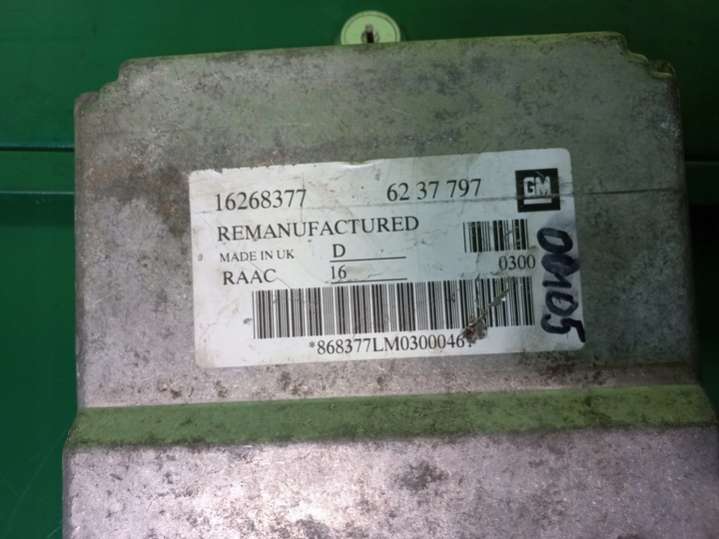 16268377 62 37 797 GM
REMANUFACTURED
MADE IN UK D
RAAC 16 0300
*868377LM0300046*
00105